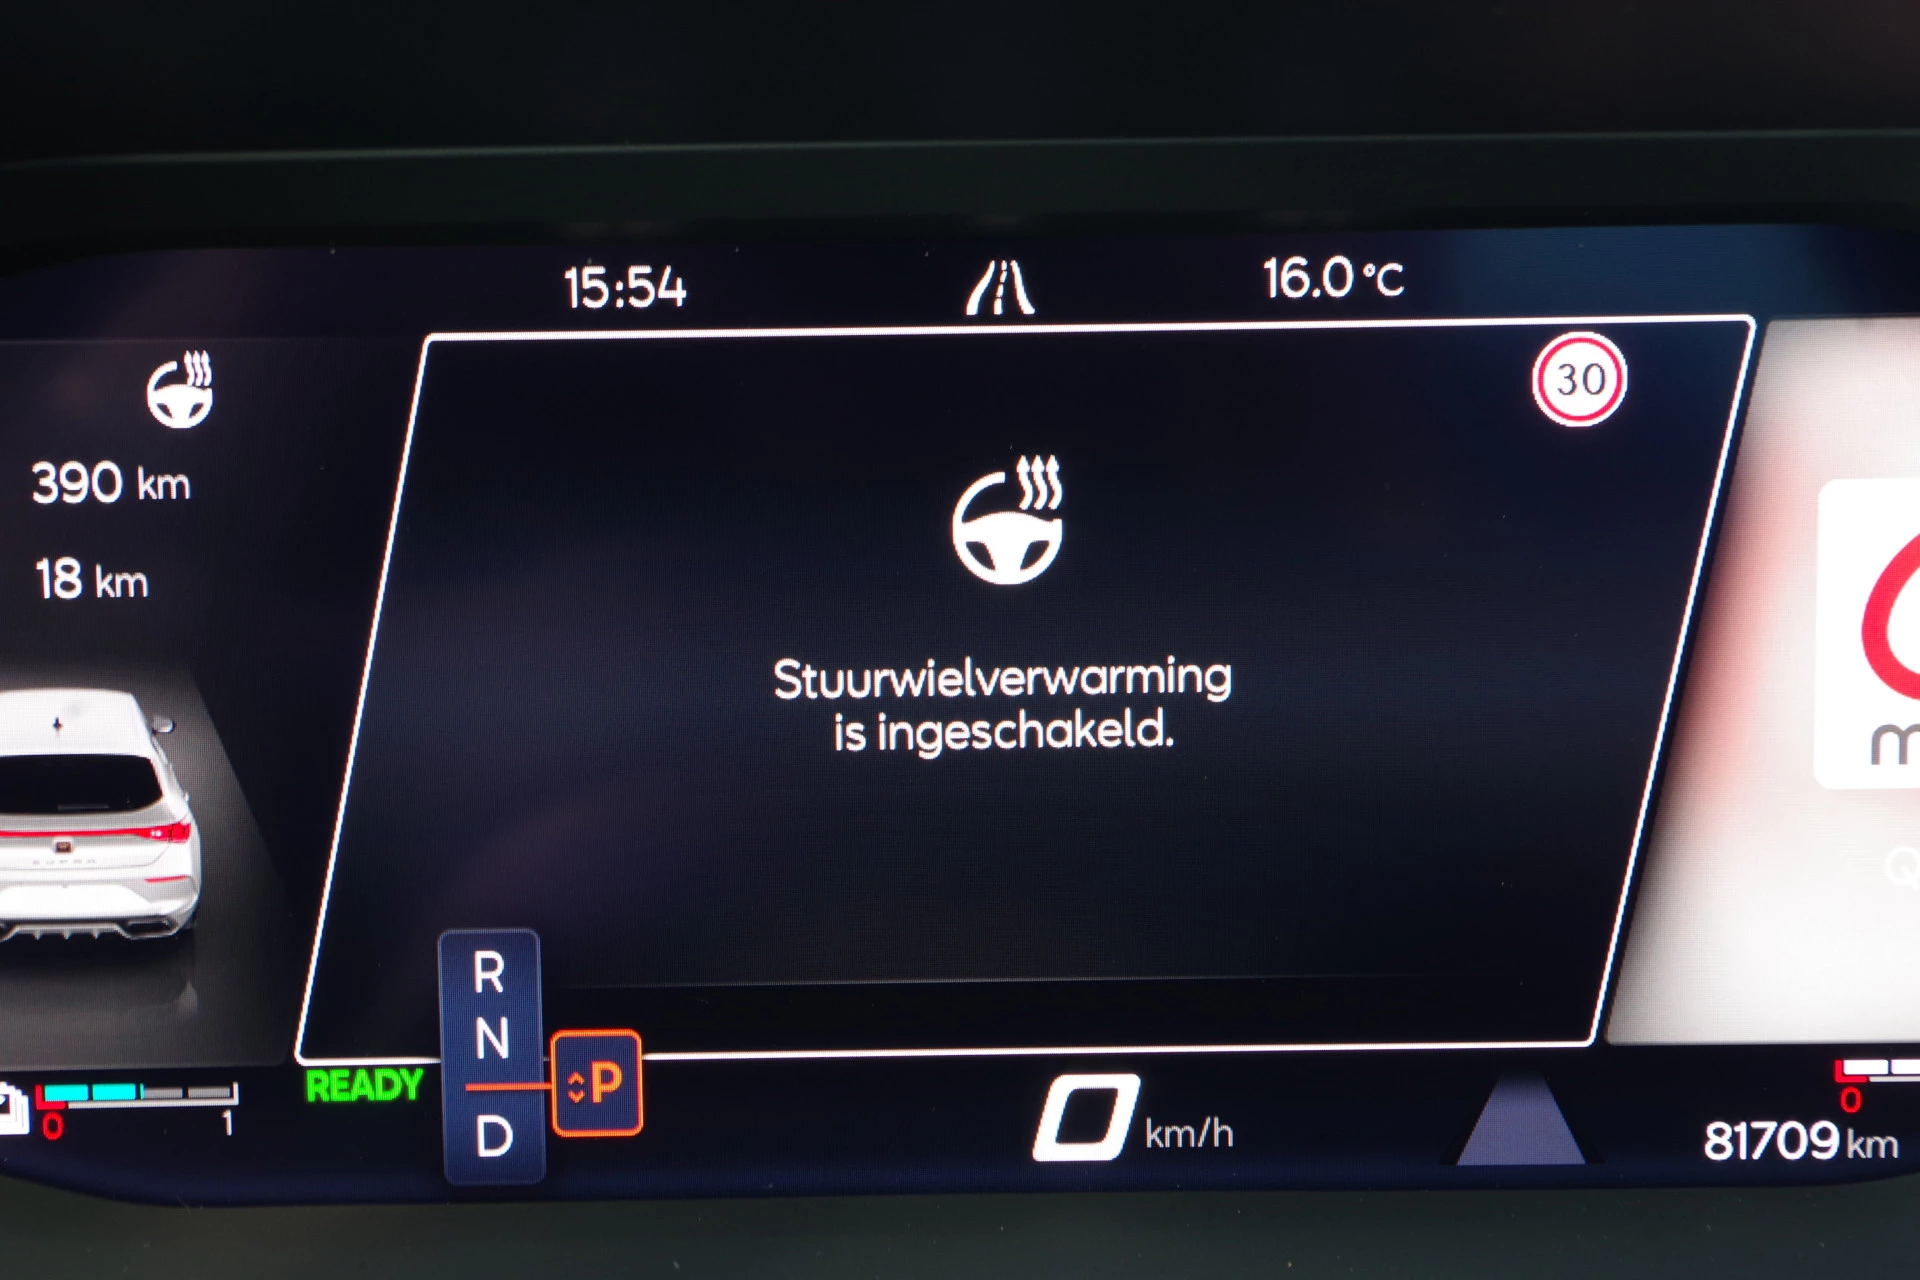 15:54
16.0 °C
30
390 km
18 km
Stuurwielverwarming
is ingeschakeld.
CUPRA
R
N
D
P
READY
0 1
0 km/h
0
81709 km